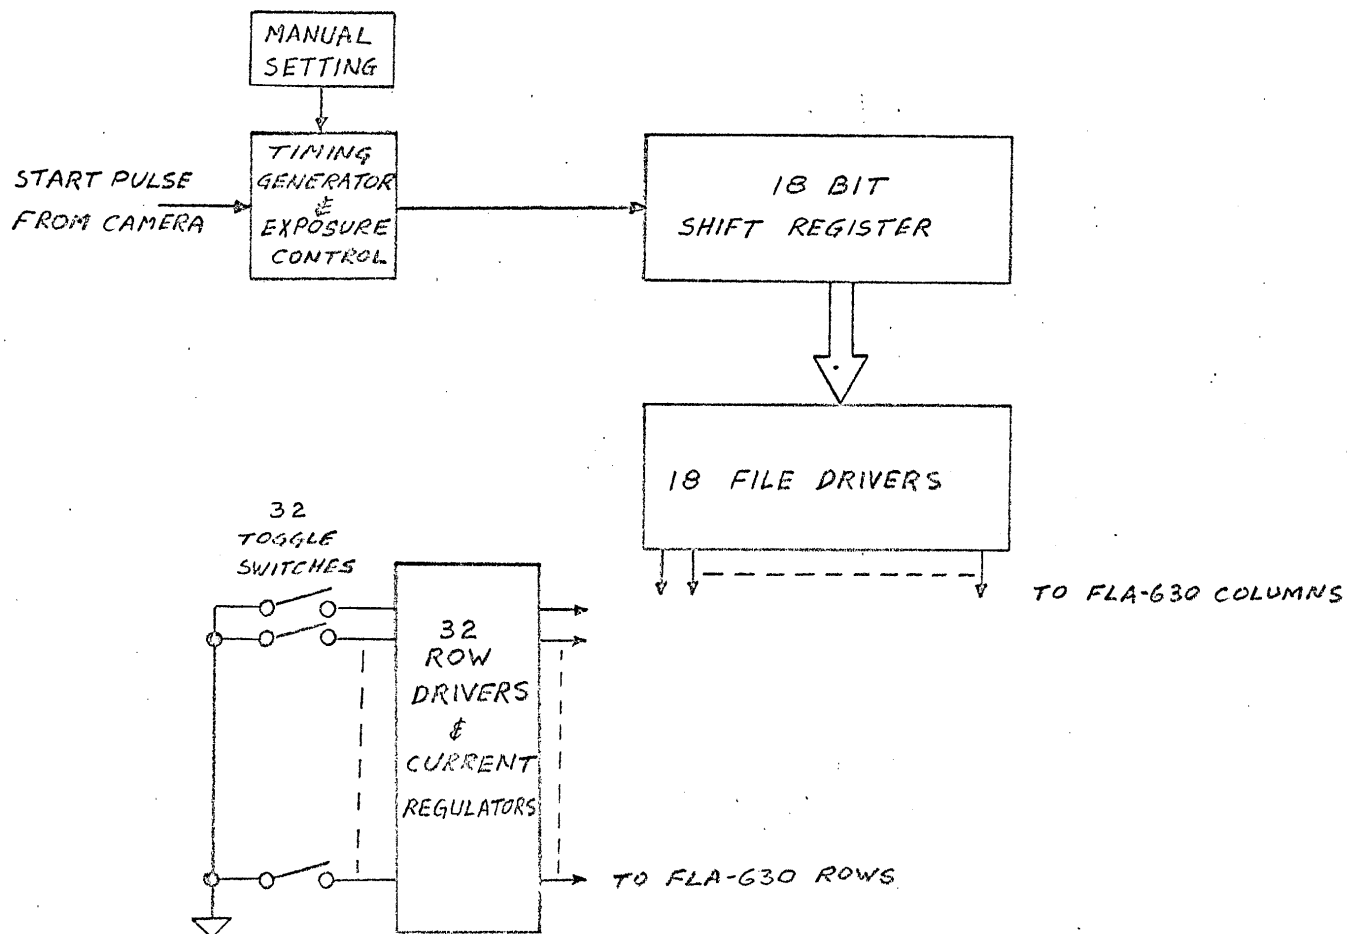 MANUAL
SETTING
TIMING
GENERATOR
&
EXPOSURE
CONTROL
START PULSE
FROM CAMERA
18 BIT
SHIFT REGISTER
18 FILE DRIVERS
TO FLA-630 COLUMNS
32
TOGGLE
SWITCHES
32
ROW
DRIVERS
&
CURRENT
REGULATORS
TO FLA-630 ROWS